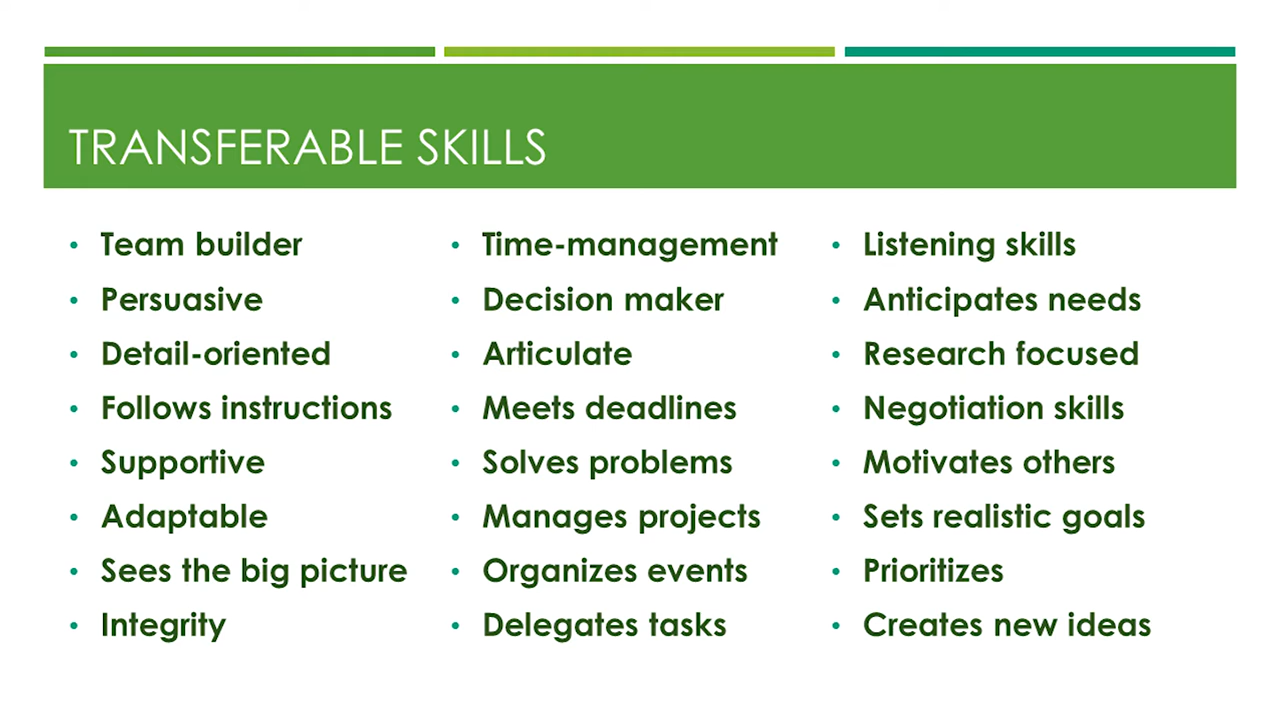 TRANSFERABLE SKILLS
• Team builder
• Persuasive
• Detail-oriented
• Follows instructions
• Supportive
• Adaptable
• Sees the big picture
• Integrity
• Time-management
• Decision maker
• Articulate
• Meets deadlines
• Solves problems
• Manages projects
• Organizes events
• Delegates tasks
• Listening skills
• Anticipates needs
• Research focused
• Negotiation skills
• Motivates others
• Sets realistic goals
• Prioritizes
• Creates new ideas